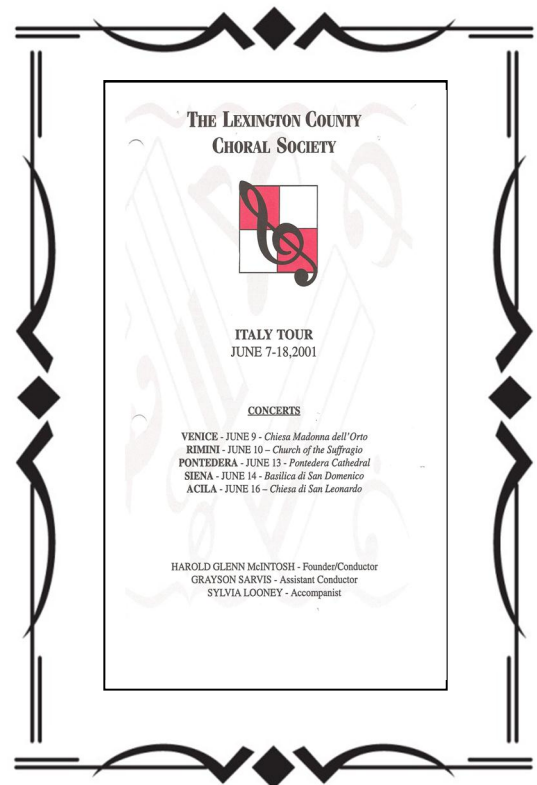 THE LEXINGTON COUNTY
CHORAL SOCIETY
ITALY TOUR
JUNE 7-18,2001
CONCERTS
VENICE - JUNE 9 - Chiesa Madonna dell'Orto
RIMINI - JUNE 10 – Church of the Suffragio
PONTEDERA - JUNE 13 - Pontedera Cathedral
SIENA - JUNE 14 - Basilica di San Domenico
ACILA - JUNE 16 – Chiesa di San Leonardo
HAROLD GLENN McINTOSH - Founder/Conductor
GRAYSON SARVIS - Assistant Conductor
SYLVIA LOONEY - Accompanist